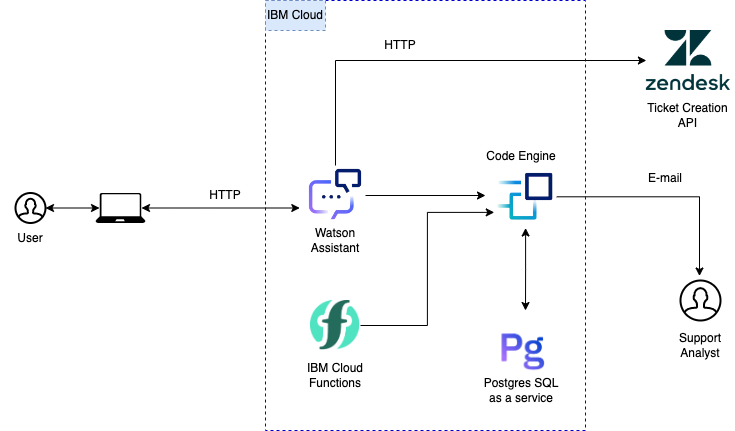 IBM Cloud
HTTP
zendesk
Ticket Creation
API
Code Engine
E-mail
HTTP
User
Watson
Assistant
IBM Cloud
Functions
Pg
Postgres SQL
as a service
Support
Analyst